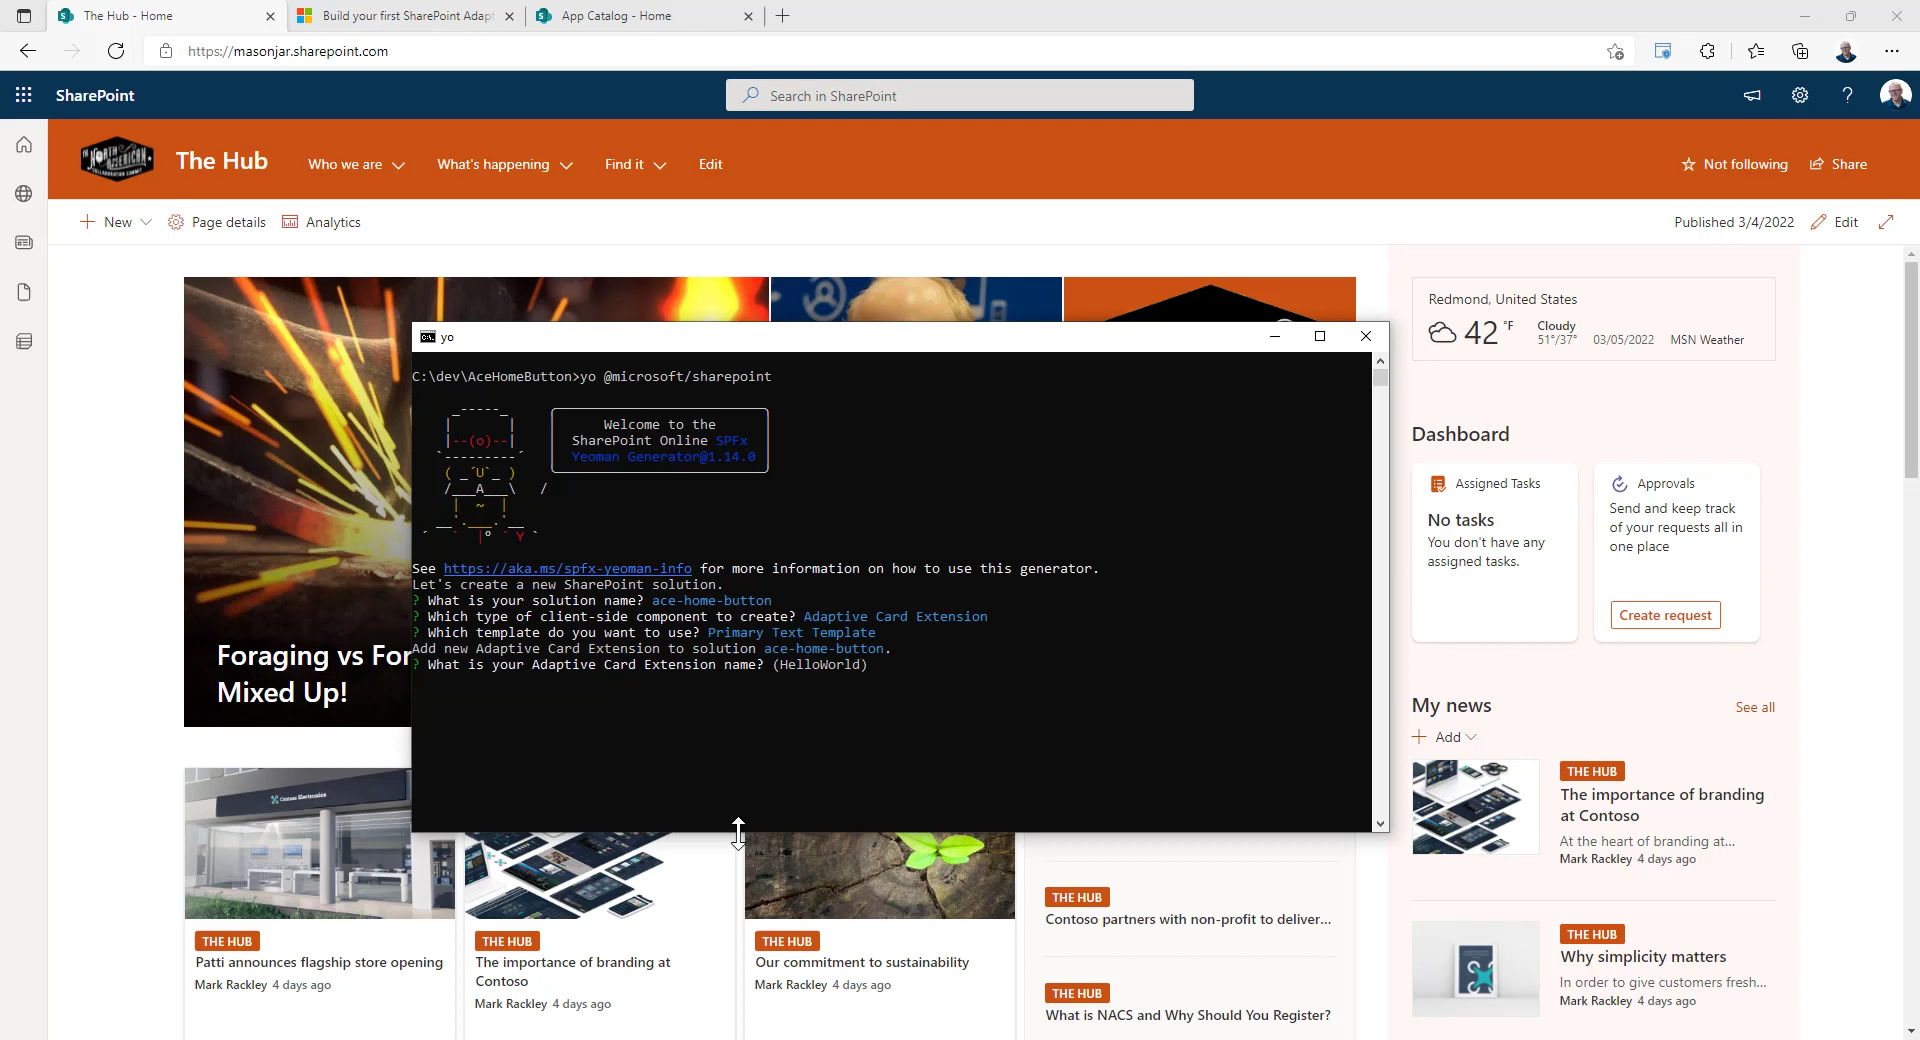 The Hub - Home
Build your first SharePoint Adapt
App Catalog - Home
https://masonjar.sharepoint.com
SharePoint
Search in SharePoint
NORTH AMERICAN
COLLABORATION SUMMIT
The Hub
Who we are
What's happening
Find it
Edit
Not following
Share
New
Page details
Analytics
Published 3/4/2022
Edit
Redmond, United States
42 °F
Cloudy
51°/37°
03/05/2022
MSN Weather
yo
C:\dev\AceHomeButton>yo @microsoft/sharepoint
Welcome to the
SharePoint Online SPFx
Yeoman Generator@1.14.0
See https://aka.ms/spfx-yeoman-info for more information on how to use this generator.
Let's create a new SharePoint solution.
? What is your solution name? ace-home-button
? Which type of client-side component to create? Adaptive Card Extension
? Which template do you want to use? Primary Text Template
Add new Adaptive Card Extension to solution ace-home-button.
? What is your Adaptive Card Extension name? (HelloWorld)
Foraging vs For
Mixed Up!
Dashboard
Assigned Tasks
No tasks
You don't have any
assigned tasks.
Approvals
Send and keep track
of your requests all in
one place
Create request
My news
See all
Add
THE HUB
The importance of branding
at Contoso
At the heart of branding at...
Mark Rackley 4 days ago
THE HUB
Why simplicity matters
In order to give customers fresh...
Mark Rackley 4 days ago
Contoso Electronics
THE HUB
Patti announces flagship store opening
Mark Rackley 4 days ago
THE HUB
The importance of branding at
Contoso
Mark Rackley 4 days ago
THE HUB
Our commitment to sustainability
Mark Rackley 4 days ago
THE HUB
Contoso partners with non-profit to deliver...
THE HUB
What is NACS and Why Should You Register?